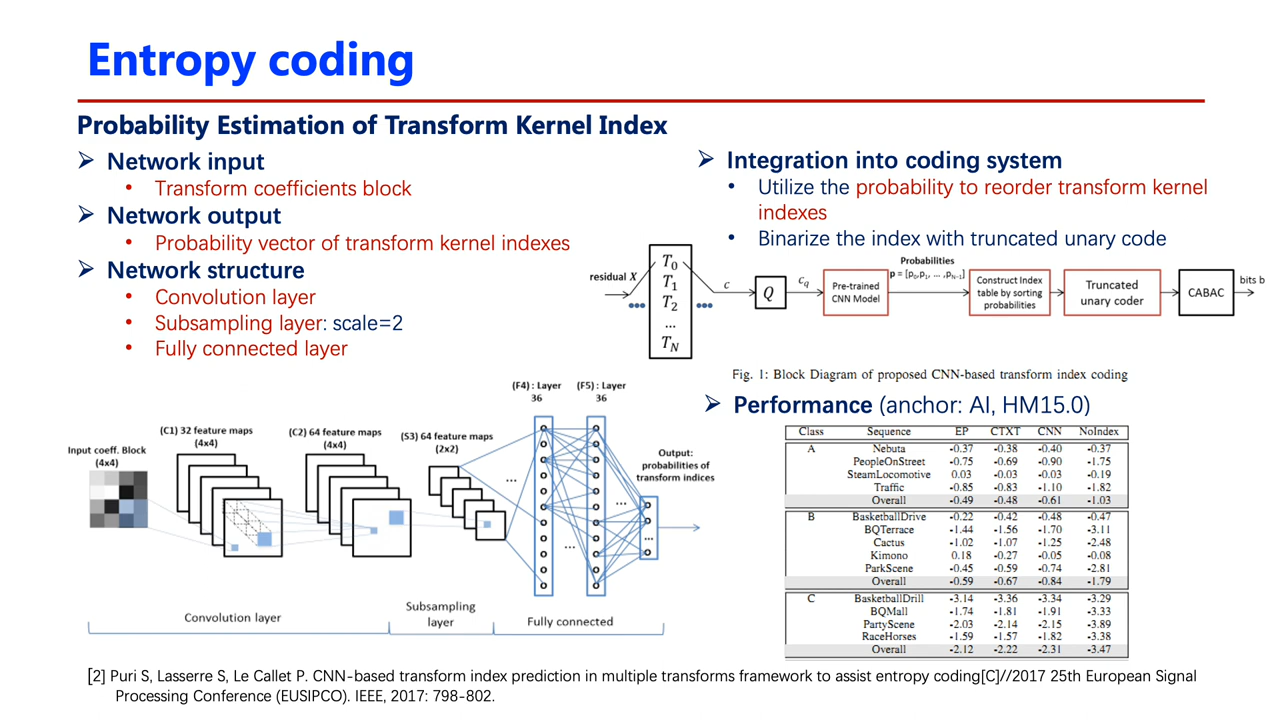 Entropy coding
Probability Estimation of Transform Kernel Index
➢ Network input
• Transform coefficients block
➢ Network output
• Probability vector of transform kernel indexes
➢ Network structure
• Convolution layer
• Subsampling layer: scale=2
• Fully connected layer
➢ Integration into coding system
• Utilize the probability to reorder transform kernel
indexes
• Binarize the index with truncated unary code
residual X
T0
T1
T2
...
TN
c
Q
cq
Pre-trained
CNN Model
Probabilities
p = [p0,p1, ... ,pN-1]
Construct Index
table by sorting
probabilities
Truncated
unary coder
CABAC
bits b
Fig. 1: Block Diagram of proposed CNN-based transform index coding
Input coeff. Block
(4x4)
(C1) 32 feature maps
(4x4)
(C2) 64 feature maps
(4x4)
(S3) 64 feature maps
(2x2)
(F4) : Layer
36
(F5) : Layer
36
Output:
probabilities of
transform indices
...
...
...
...
Convolution layer
Subsampling
layer
Fully connected
➢ Performance (anchor: AI, HM15.0)
Class Sequence EP CTXT CNN NoIndex
A Nebuta -0.37 -0.38 -0.40 -0.37
PeopleOnStreet -0.75 -0.69 -0.90 -1.75
SteamLocomotive 0.03 -0.03 -0.03 -0.19
Traffic -0.85 -0.83 -1.10 -1.82
Overall -0.49 -0.48 -0.61 -1.03
B BasketballDrive -0.22 -0.42 -0.48 -0.47
BQTerrace -1.44 -1.56 -1.70 -3.11
Cactus -1.02 -1.07 -1.25 -2.48
Kimono 0.18 -0.27 -0.05 -0.08
ParkScene -0.45 -0.59 -0.74 -2.81
Overall -0.59 -0.67 -0.84 -1.79
C BasketballDrill -3.14 -3.36 -3.34 -3.29
BQMall -1.74 -1.81 -1.91 -3.33
PartyScene -2.03 -2.14 -2.15 -3.89
RaceHorses -1.59 -1.57 -1.82 -3.38
Overall -2.12 -2.22 -2.31 -3.47
[2] Puri S, Lasserre S, Le Callet P. CNN-based transform index prediction in multiple transforms framework to assist entropy coding[C]//2017 25th European Signal
Processing Conference (EUSIPCO). IEEE, 2017: 798-802.